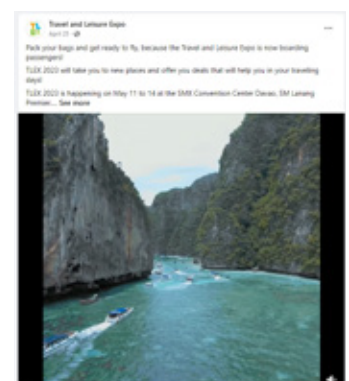 Travel and Leisure Expo
April 25
Pack your bags and get ready to fly, because the Travel and Leisure Expo is now boarding
passengers!
TLEX 2023 will take you to new places and offer you deals that will help you in your traveling
days!
TLEX 2023 is happening on May 11 to 14 at the SMX Convention Center Davao, SM Lanang
Premier... See more